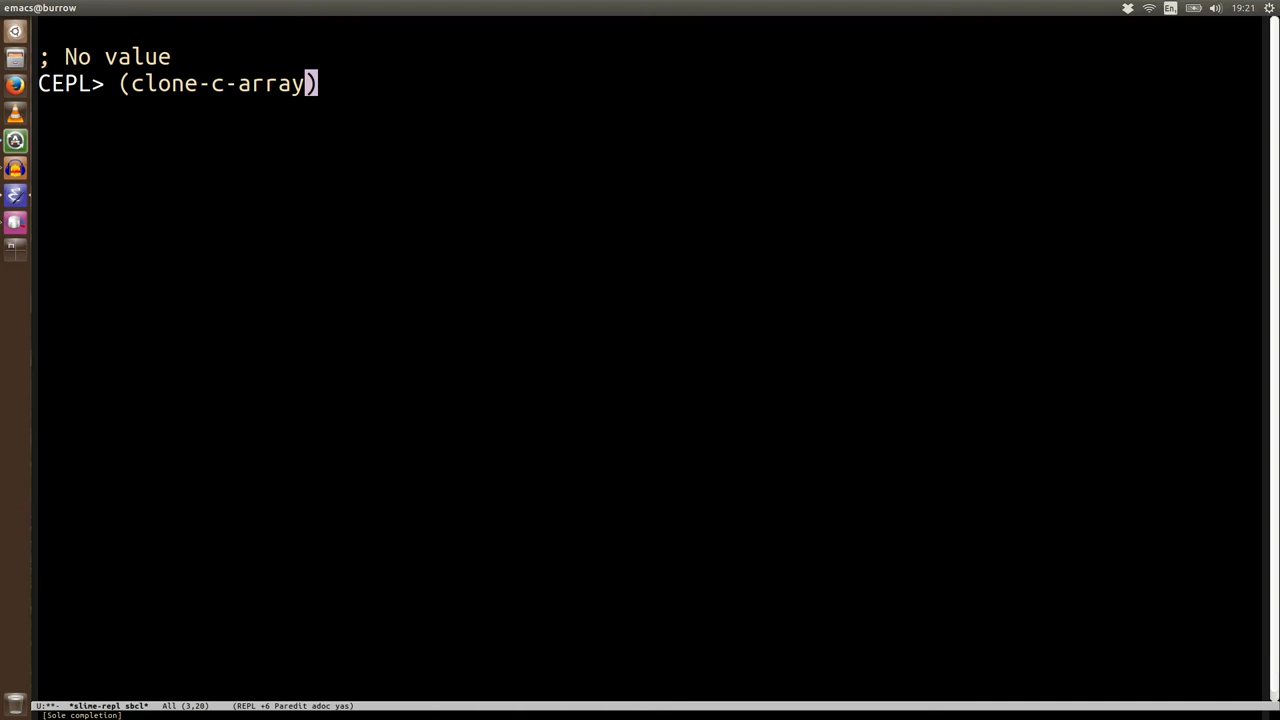 emacs@burrow
En
19:21
; No value
CEPL> (clone-c-array)
U:**-  *slime-repl sbcl*   All (3,20)     (REPL +6 Paredit adoc yas)
[Sole completion]